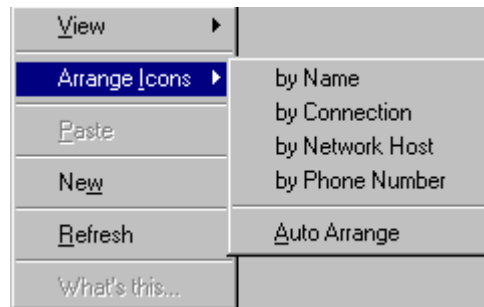 View
Arrange Icons
Paste
New
Refresh
What's this...
by Name
by Connection
by Network Host
by Phone Number
Auto Arrange